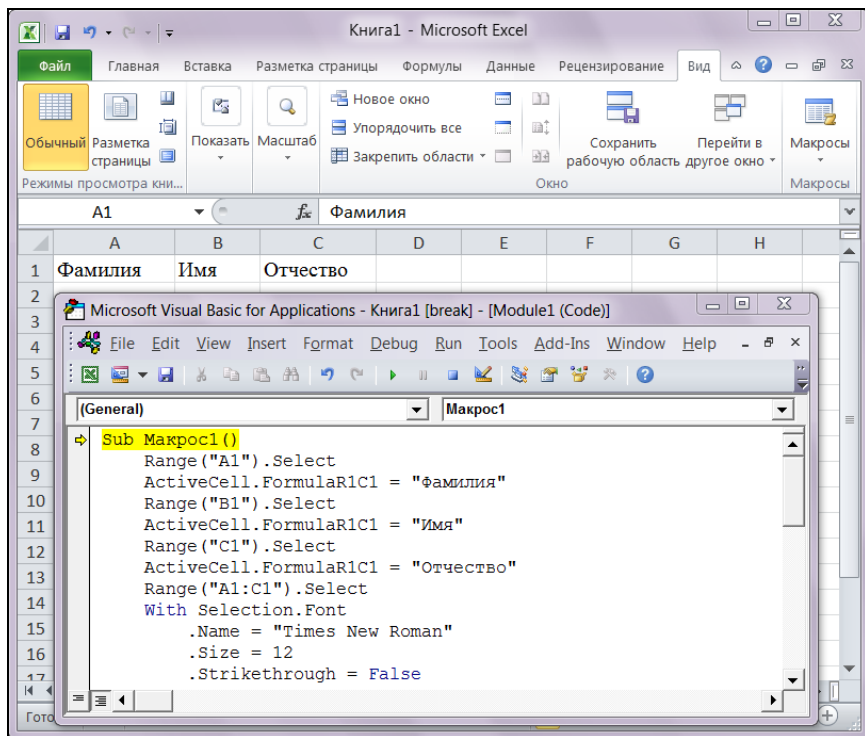 Книга1 - Microsoft Excel
Файл Главная Вставка Разметка страницы Формулы Данные Рецензирование Вид
Обычный
Разметка страницы
Показать
Масштаб
Новое окно
Упорядочить все
Закрепить области
Сохранить рабочую область
Перейти в другое окно
Макросы
Режимы просмотра кни...
Окно
Макросы
A1
fx
Фамилия
A B C D E F G H
1 Фамилия Имя Отчество
2
3
4
5
6
7
8
9
10
11
12
13
14
15
16
17
Microsoft Visual Basic for Applications - Книга1 [break] - [Module1 (Code)]
File Edit View Insert Format Debug Run Tools Add-Ins Window Help
(General)
Макрос1
Sub Макрос1()
Range("A1").Select
ActiveCell.FormulaR1C1 = "Фамилия"
Range("B1").Select
ActiveCell.FormulaR1C1 = "Имя"
Range("C1").Select
ActiveCell.FormulaR1C1 = "Отчество"
Range("A1:C1").Select
With Selection.Font
.Name = "Times New Roman"
.Size = 12
.Strikethrough = False
Гото